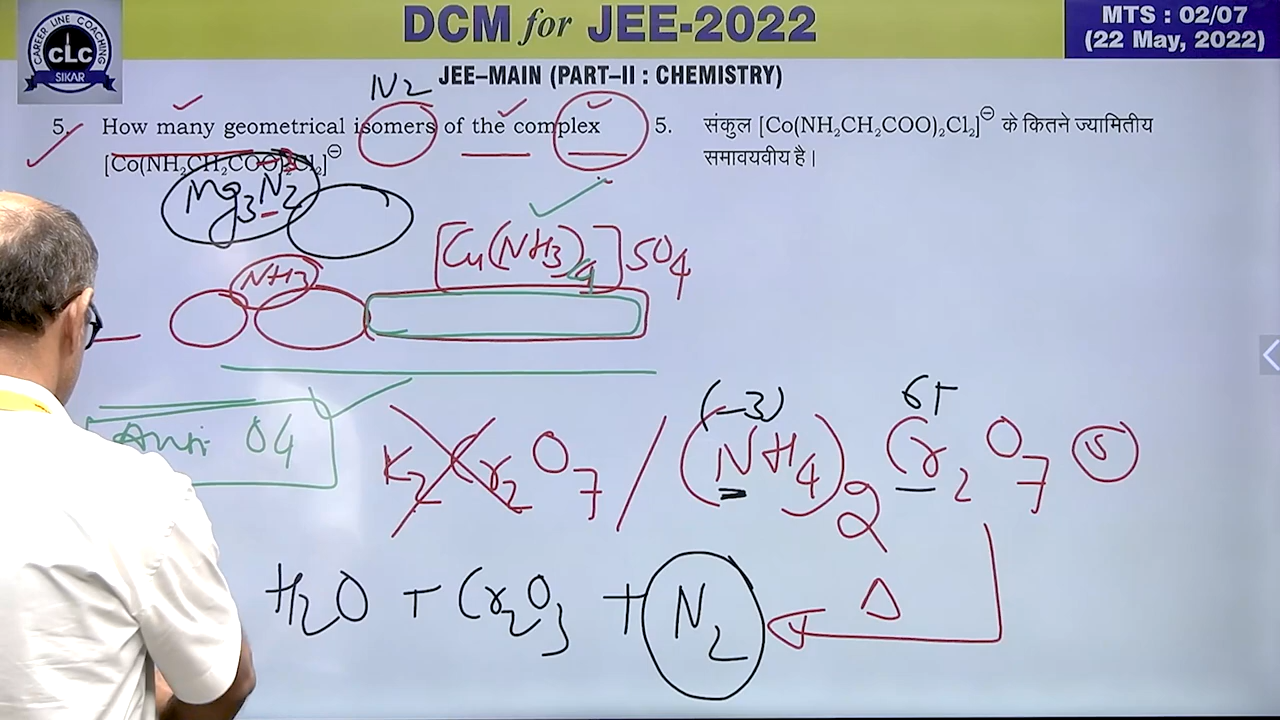 CAREER LINE COACHING
CLC
SIKAR
DCM for JEE-2022
MTS : 02/07
(22 May, 2022)
JEE–MAIN (PART–II : CHEMISTRY)
N2
5. How many geometrical isomers of the complex
[Co(NH₂CH₂COO)₂Cl₂]⊖
5. संकुल [Co(NH₂CH₂COO)₂Cl₂]⊖ के कितने ज्यामितीय
समावयवीय है।
Mg₃N₂
[Cu(NH₃)₄]SO₄
NH₃
(–3) 6+
04
K₂Cr₂O₇ / (NH₄)₂Cr₂O₇ (S)
Δ
H₂O + Cr₂O₃ + N₂